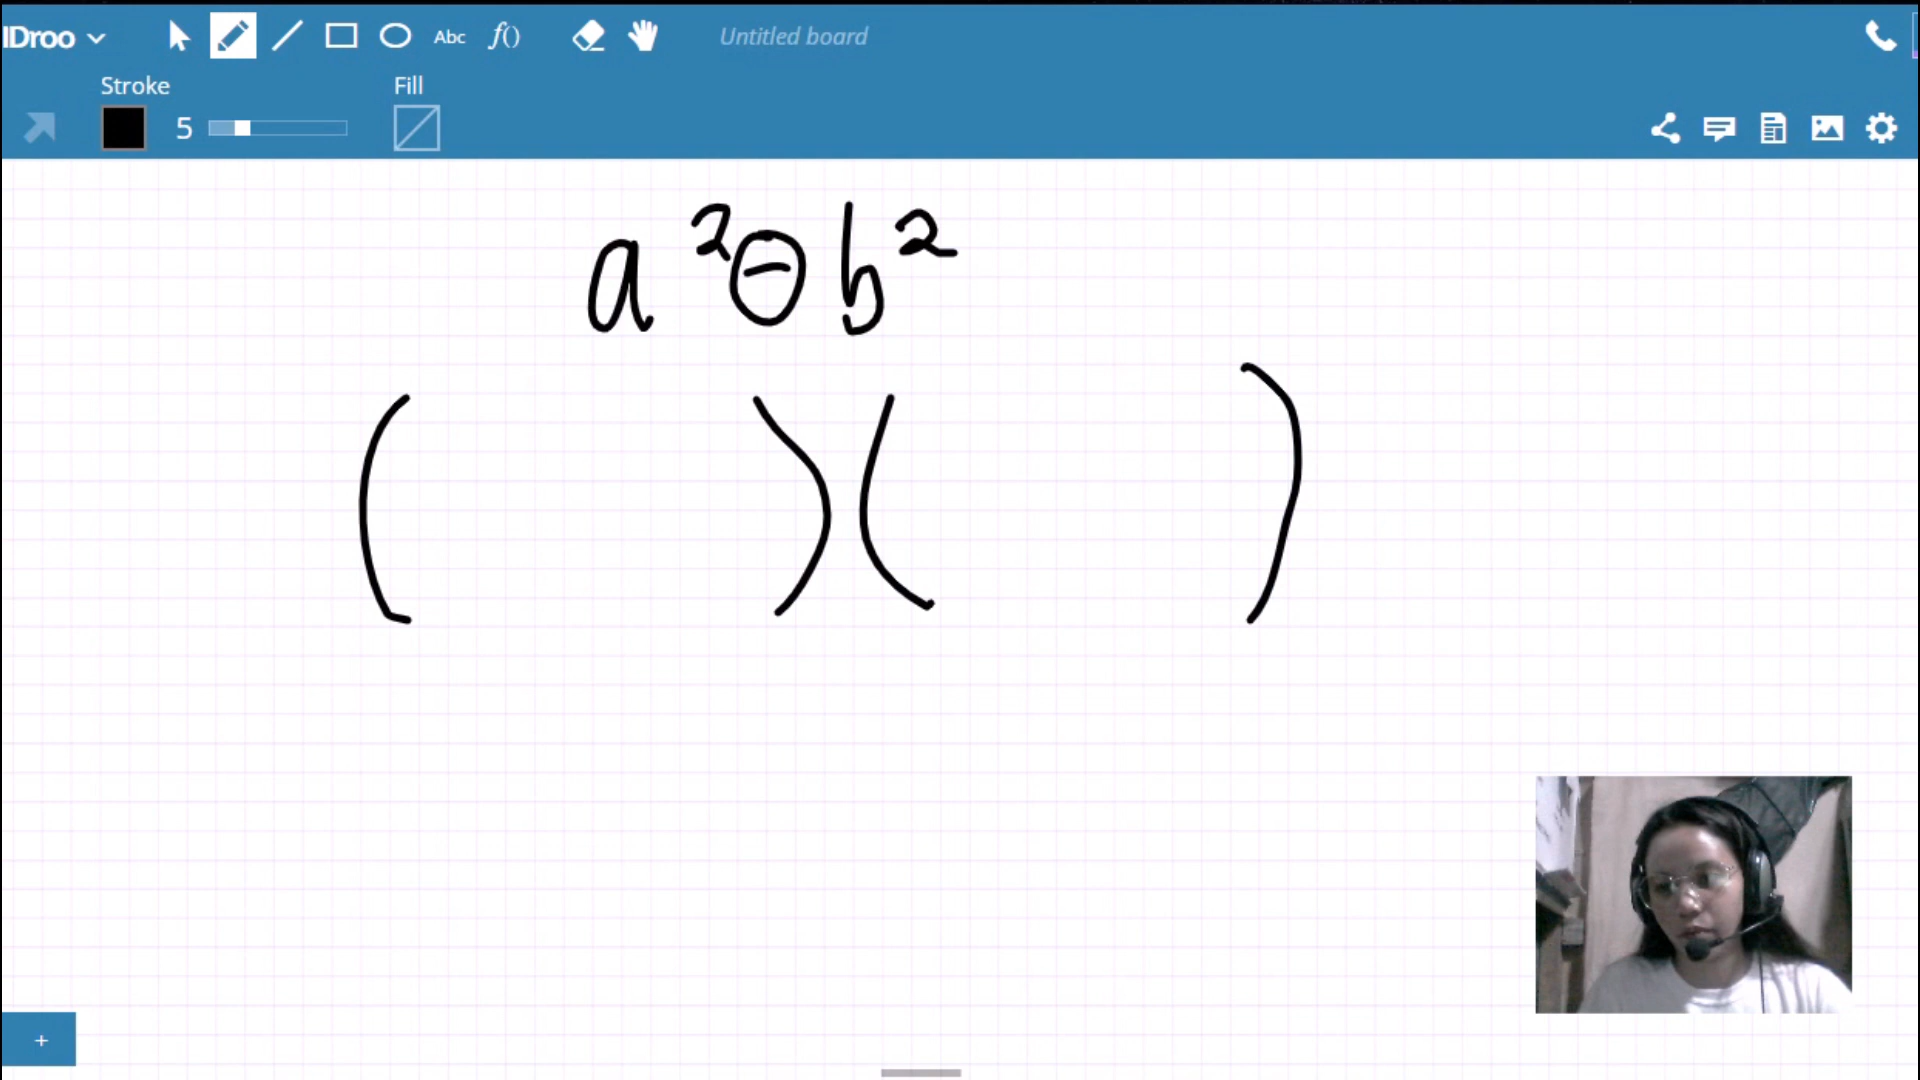 IDroo Abc f() Untitled board
Stroke Fill
5
a² ⊖ b²
( )( )
+